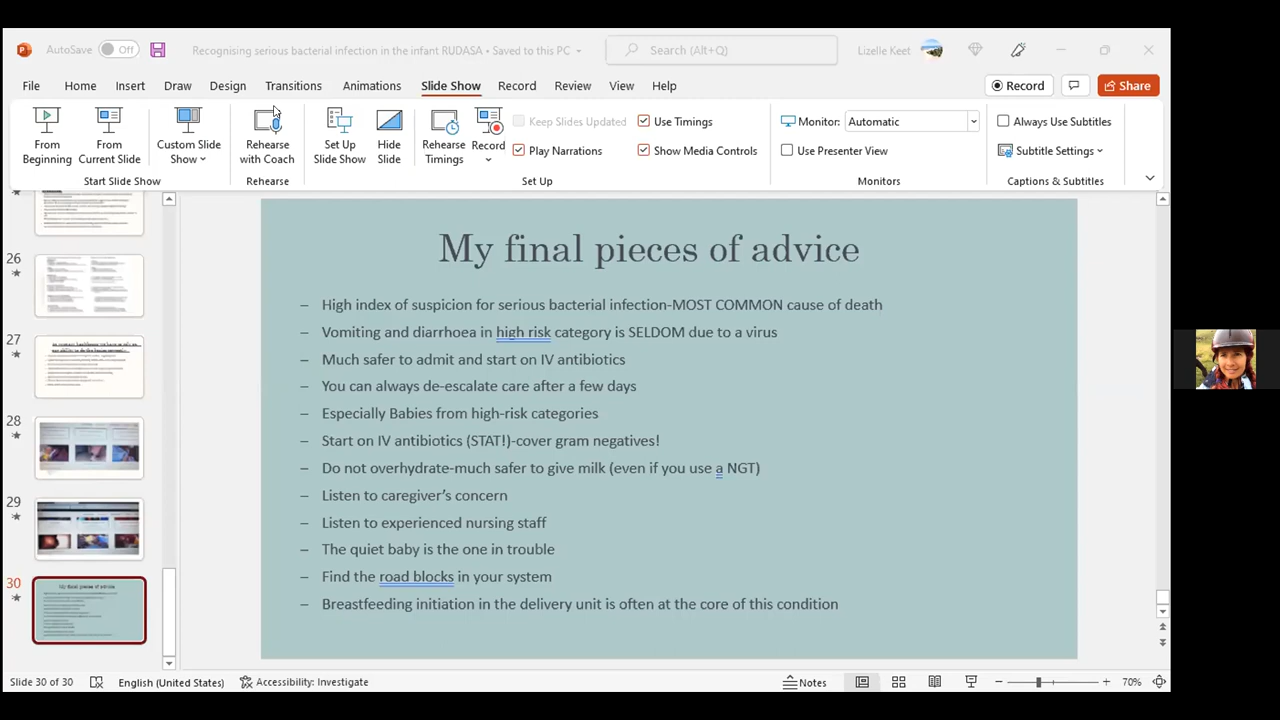 AutoSave Off Recognising serious bacterial infection in the infant RUDASA • Saved to this PC Search (Alt+Q) Lizelle Keet
File Home Insert Draw Design Transitions Animations Slide Show Record Review View Help Record Share
From Beginning
From Current Slide
Custom Slide Show
Rehearse with Coach
Set Up Slide Show
Hide Slide
Rehearse Timings
Record
Keep Slides Updated
Play Narrations
Use Timings
Show Media Controls
Monitor: Automatic
Use Presenter View
Always Use Subtitles
Subtitle Settings
Start Slide Show Rehearse Set Up Monitors Captions & Subtitles
26
27
28
29
30
My final pieces of advice
– High index of suspicion for serious bacterial infection-MOST COMMON cause of death
– Vomiting and diarrhoea in high risk category is SELDOM due to a virus
– Much safer to admit and start on IV antibiotics
– You can always de-escalate care after a few days
– Especially Babies from high-risk categories
– Start on IV antibiotics (STAT!)-cover gram negatives!
– Do not overhydrate-much safer to give milk (even if you use a NGT)
– Listen to caregiver’s concern
– Listen to experienced nursing staff
– The quiet baby is the one in trouble
– Find the road blocks in your system
– Breastfeeding initiation in the delivery unit is often at the core of this condition
Slide 30 of 30 English (United States) Accessibility: Investigate Notes 70%